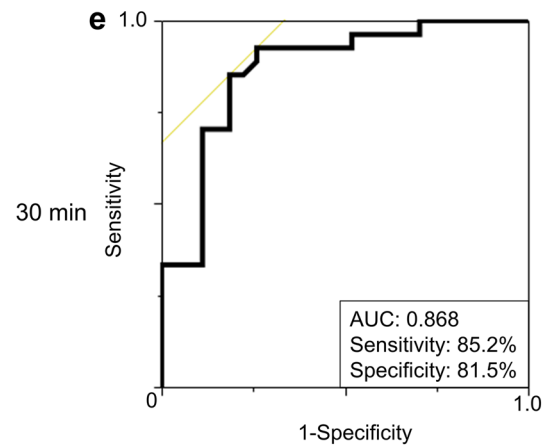 e
1.0
Sensitivity
30 min
AUC: 0.868
Sensitivity: 85.2%
Specificity: 81.5%
0
1.0
1-Specificity